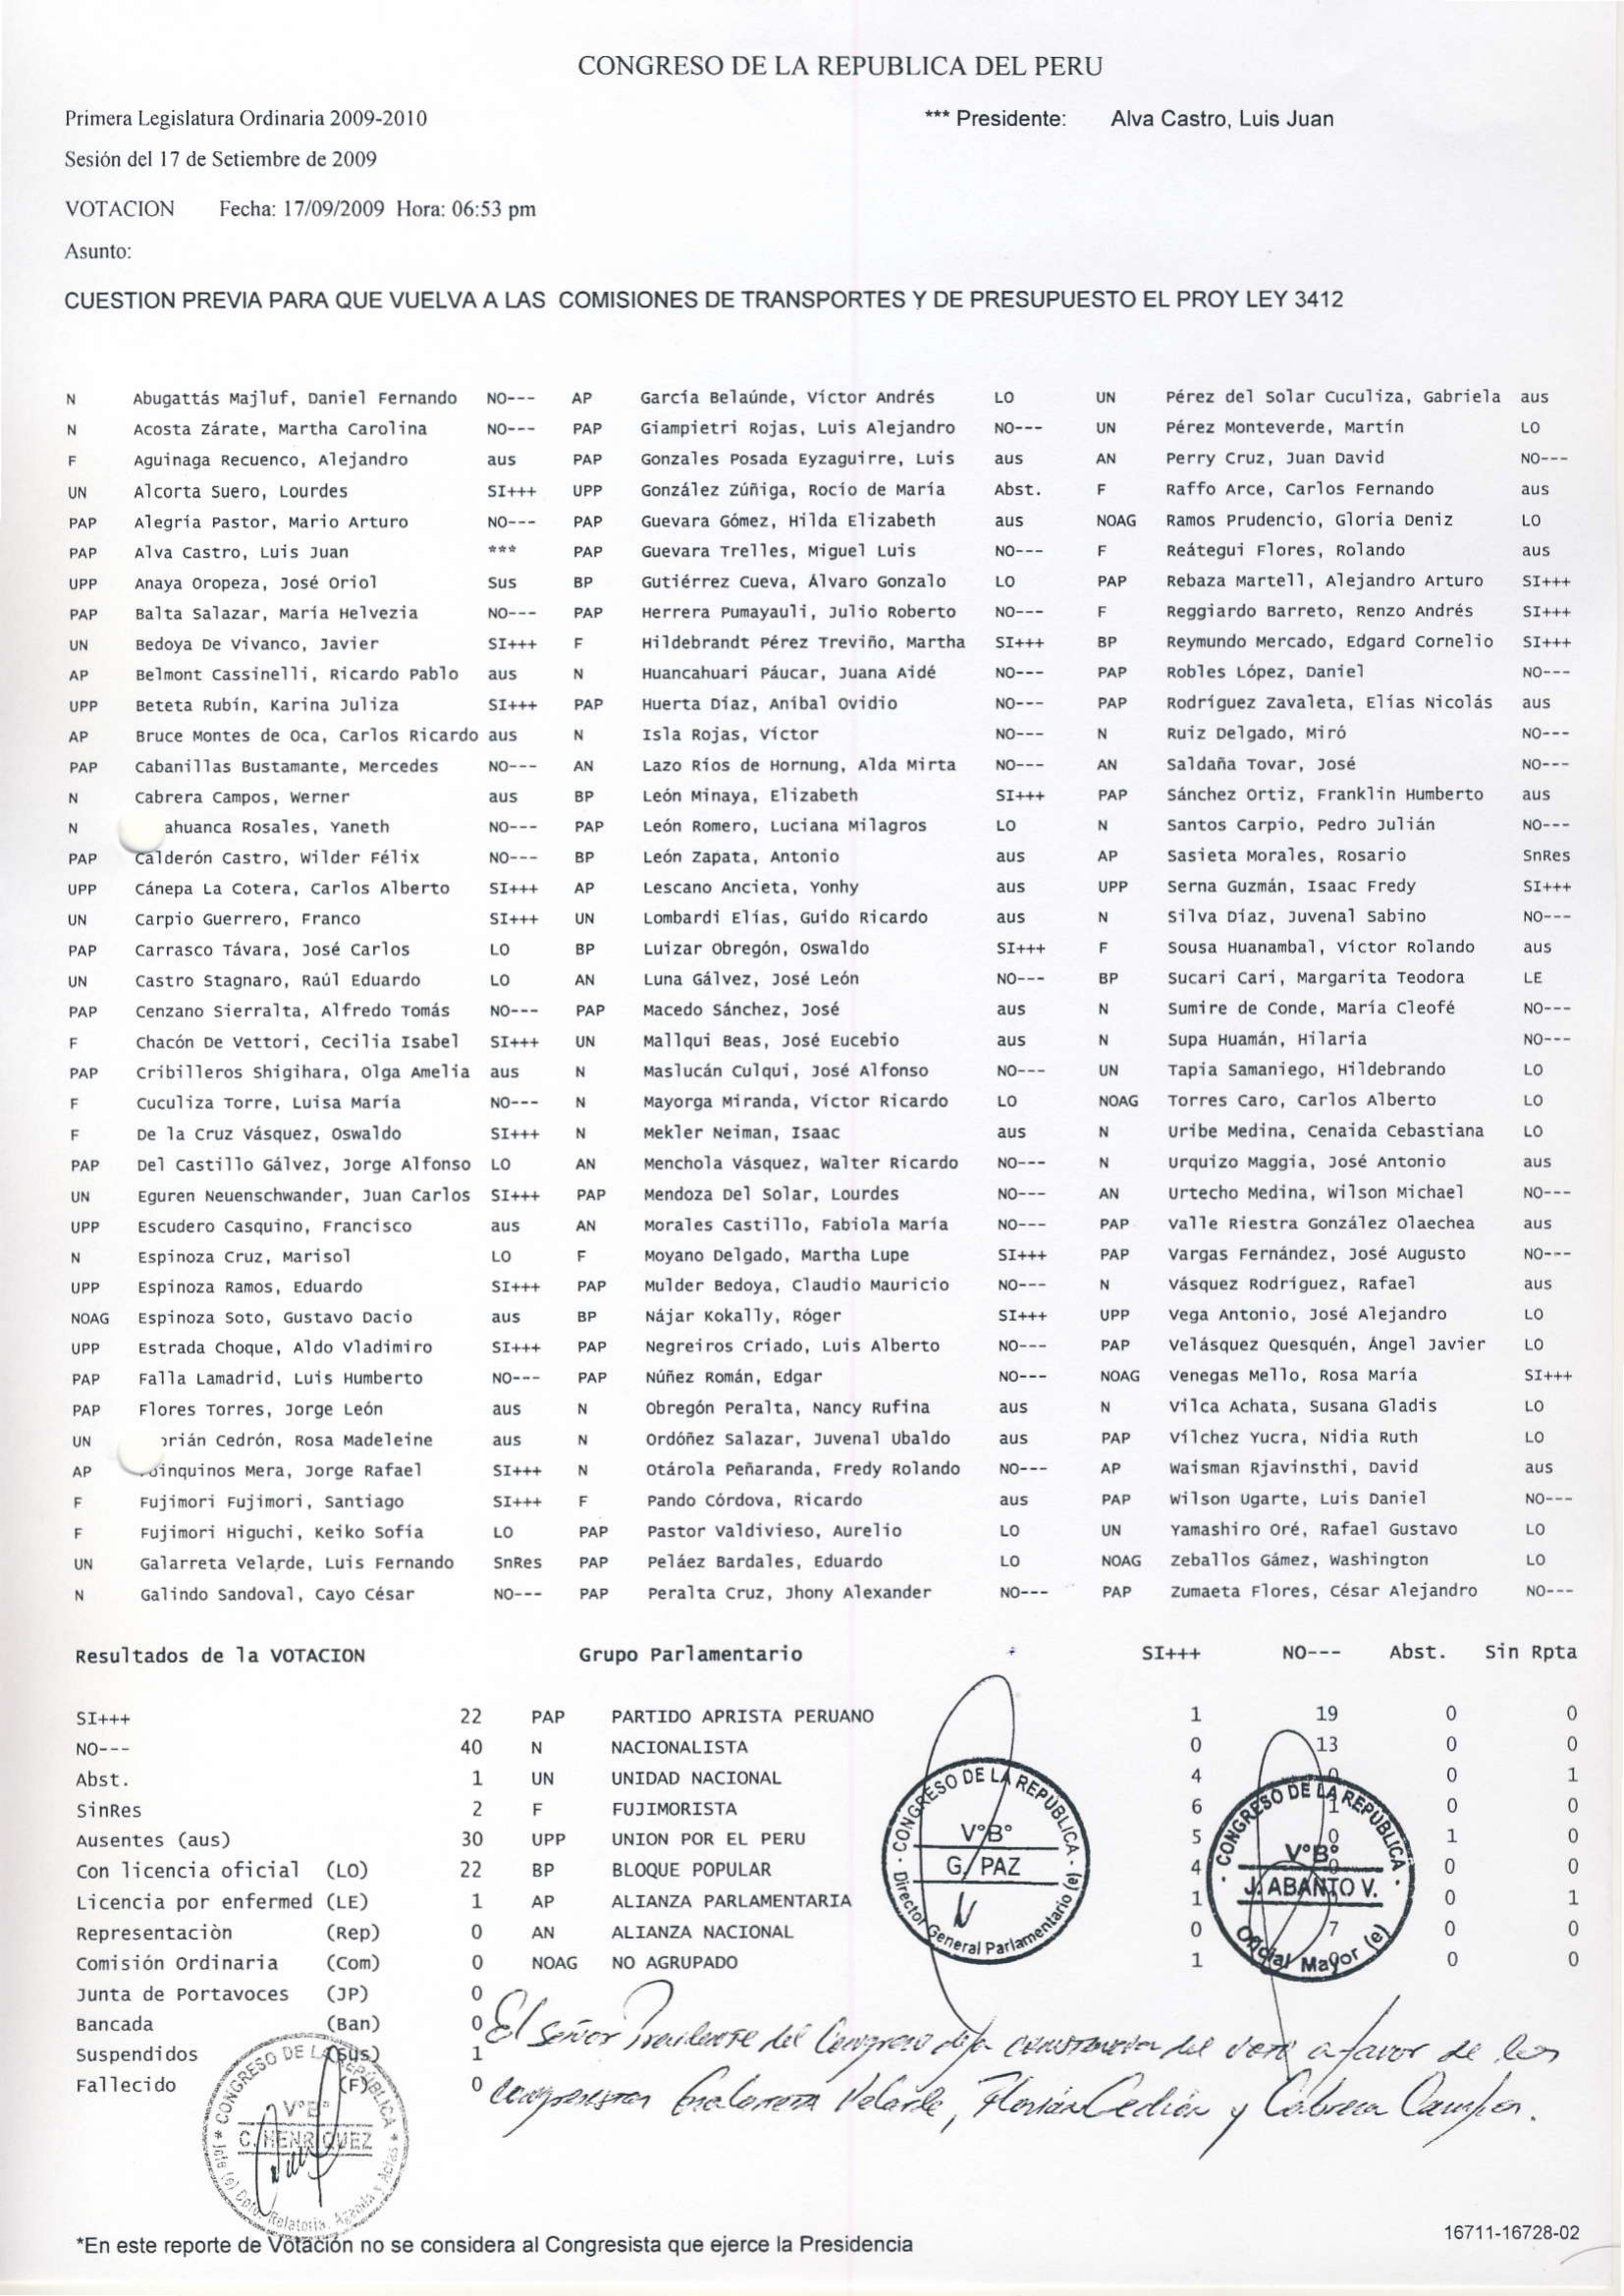 CONGRESO DE LA REPUBLICA DEL PERU
Primera Legislatura Ordinaria 2009-2010 *** Presidente: Alva Castro, Luis Juan
Sesión del 17 de Setiembre de 2009
VOTACION Fecha: 17/09/2009 Hora: 06:53 pm
Asunto:
CUESTION PREVIA PARA QUE VUELVA A LAS COMISIONES DE TRANSPORTES Y DE PRESUPUESTO EL PROY LEY 3412
N Abugattás Majluf, Daniel Fernando NO--- AP García Belaúnde, Víctor Andrés LO UN Pérez del Solar Cuculiza, Gabriela aus
N Acosta Zárate, Martha Carolina NO--- PAP Giampietri Rojas, Luis Alejandro NO--- UN Pérez Monteverde, Martín LO
F Aguinaga Recuenco, Alejandro aus PAP Gonzales Posada Eyzaguirre, Luis aus AN Perry Cruz, Juan David NO---
UN Alcorta Suero, Lourdes SI+++ UPP González Zúñiga, Rocio de María Abst. F Raffo Arce, Carlos Fernando aus
PAP Alegría Pastor, Mario Arturo NO--- PAP Guevara Gómez, Hilda Elizabeth aus NOAG Ramos Prudencio, Gloria Deniz LO
PAP Alva Castro, Luis Juan *** PAP Guevara Trelles, Miguel Luis NO--- F Reátegui Flores, Rolando aus
UPP Anaya Oropeza, José Oriol Sus BP Gutiérrez Cueva, Álvaro Gonzalo LO PAP Rebaza Martell, Alejandro Arturo SI+++
PAP Balta Salazar, María Helvezia NO--- PAP Herrera Pumayauli, Julio Roberto NO--- F Reggiardo Barreto, Renzo Andrés SI+++
UN Bedoya De Vivanco, Javier SI+++ F Hildebrandt Pérez Treviño, Martha SI+++ BP Reymundo Mercado, Edgard Cornelio SI+++
AP Belmont Cassinelli, Ricardo Pablo aus N Huancahuari Páucar, Juana Aidé NO--- PAP Robles López, Daniel NO---
UPP Beteta Rubín, Karina Juliza SI+++ PAP Huerta Díaz, Aníbal Ovidio NO--- PAP Rodríguez Zavaleta, Elías Nicolás aus
AP Bruce Montes de Oca, Carlos Ricardo aus N Isla Rojas, Víctor NO--- N Ruiz Delgado, Miró NO---
PAP Cabanillas Bustamante, Mercedes NO--- AN Lazo Ríos de Hornung, Alda Mirta NO--- AN Saldaña Tovar, José NO---
N Cabrera Campos, Werner aus BP León Minaya, Elizabeth SI+++ PAP Sánchez Ortiz, Franklin Humberto aus
N ahuanca Rosales, Yaneth NO--- PAP León Romero, Luciana Milagros LO N Santos Carpio, Pedro Julián NO---
PAP Calderón Castro, Wilder Félix NO--- BP León Zapata, Antonio aus AP Sasieta Morales, Rosario SnRes
UPP Cánepa La Cotera, Carlos Alberto SI+++ AP Lescano Ancieta, Yonhy aus UPP Serna Guzmán, Isaac Fredy SI+++
UN Carpio Guerrero, Franco SI+++ UN Lombardi Elías, Guido Ricardo aus N Silva Díaz, Juvenal Sabino NO---
PAP Carrasco Távara, José Carlos LO BP Luizar Obregón, Oswaldo SI+++ F Sousa Huanambal, Víctor Rolando aus
UN Castro Stagnaro, Raúl Eduardo LO AN Luna Gálvez, José León NO--- BP Sucari Cari, Margarita Teodora LE
PAP Cenzano Sierralta, Alfredo Tomás NO--- PAP Macedo Sánchez, José aus N Sumire de Conde, María Cleofé NO---
F Chacón De Vettori, Cecilia Isabel SI+++ UN Mallqui Beas, José Eucebio aus N Supa Huamán, Hilaria NO---
PAP Cribilleros Shigihara, Olga Amelia aus N Maslucán Culqui, José Alfonso NO--- UN Tapia Samaniego, Hildebrando LO
F Cuculiza Torre, Luisa María NO--- N Mayorga Miranda, Víctor Ricardo LO NOAG Torres Caro, Carlos Alberto LO
F De la Cruz Vásquez, Oswaldo SI+++ N Mekler Neiman, Isaac aus N Uribe Medina, Cenaida Cebastiana LO
PAP Del Castillo Gálvez, Jorge Alfonso LO AN Menchola Vásquez, Walter Ricardo NO--- N Urquizo Maggia, José Antonio aus
UN Eguren Neuenschwander, Juan Carlos SI+++ PAP Mendoza Del Solar, Lourdes NO--- AN Urtecho Medina, Wilson Michael NO---
UPP Escudero Casquino, Francisco aus AN Morales Castillo, Fabiola María NO--- PAP Valle Riestra González Olaechea aus
N Espinoza Cruz, Marisol LO F Moyano Delgado, Martha Lupe SI+++ PAP Vargas Fernández, José Augusto NO---
UPP Espinoza Ramos, Eduardo SI+++ PAP Mulder Bedoya, Claudio Mauricio NO--- N Vásquez Rodríguez, Rafael aus
NOAG Espinoza Soto, Gustavo Dacio aus BP Nájar Kokally, Róger SI+++ UPP Vega Antonio, José Alejandro LO
UPP Estrada Choque, Aldo Vladimiro SI+++ PAP Negreiros Criado, Luis Alberto NO--- PAP Velásquez Quesquén, Ángel Javier LO
PAP Falla Lamadrid, Luis Humberto NO--- PAP Núñez Román, Edgar NO--- NOAG Venegas Mello, Rosa María SI+++
PAP Flores Torres, Jorge León aus N Obregón Peralta, Nancy Rufina aus N Vilca Achata, Susana Gladis LO
UN rián Cedrón, Rosa Madeleine aus N Ordóñez Salazar, Juvenal Ubaldo aus PAP Vílchez Yucra, Nidia Ruth LO
AP oinquinos Mera, Jorge Rafael SI+++ N Otárola Peñaranda, Fredy Rolando NO--- AP Waisman Rjavinsthi, David aus
F Fujimori Fujimori, Santiago SI+++ F Pando Córdova, Ricardo aus PAP Wilson Ugarte, Luis Daniel NO---
F Fujimori Higuchi, Keiko Sofía LO PAP Pastor Valdivieso, Aurelio LO UN Yamashiro Oré, Rafael Gustavo LO
UN Galarreta Velarde, Luis Fernando SnRes PAP Peláez Bardales, Eduardo LO NOAG Zeballos Gámez, Washington LO
N Galindo Sandoval, Cayo César NO--- PAP Peralta Cruz, Jhony Alexander NO--- PAP Zumaeta Flores, César Alejandro NO---
Resultados de la VOTACION Grupo Parlamentario SI+++ NO--- Abst. Sin Rpta
SI+++ 22 PAP PARTIDO APRISTA PERUANO 1 19 0 0
NO--- 40 N NACIONALISTA 0 13 0 0
Abst. 1 UN UNIDAD NACIONAL 4 0 0 1
SinRes 2 F FUJIMORISTA 6 1 0 0
Ausentes (aus) 30 UPP UNION POR EL PERU 5 0 1 0
Con licencia oficial (LO) 22 BP BLOQUE POPULAR 4 0 0 0
Licencia por enfermed (LE) 1 AP ALIANZA PARLAMENTARIA 1 0 1
Representaciòn (Rep) 0 AN ALIANZA NACIONAL 0 7 0 0
Comisión Ordinaria (Com) 0 NOAG NO AGRUPADO 1 0 0 0
Junta de Portavoces (JP) 0
Bancada (Ban) 0
Suspendidos (Sus) 1
Fallecido (F) 0
CONGRESO DE LA REPÚBLICA
V°B°
G. PAZ
Director General Parlamentario (e)
CONGRESO DE LA REPÚBLICA
V°B°
J. ABANTO V.
Oficial Mayor (e)
El señor Presidente del Congreso deja constancia del voto a favor de los
congresistas Galarreta Velarde, Florián Cedrón y Cabrera Campos.
CONGRESO DE LA REPÚBLICA
V°B°
C. HENRIQUEZ
Jefe (e) Dpto. Relatoría, Agenda y Actas
*En este reporte de Votación no se considera al Congresista que ejerce la Presidencia
16711-16728-02